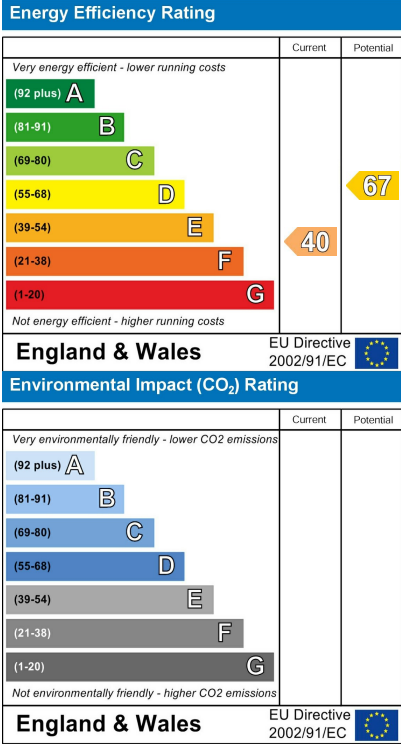 Energy Efficiency Rating
Current Potential
Very energy efficient - lower running costs
(92 plus) A
(81-91) B
(69-80) C
(55-68) D
67
(39-54) E
40
(21-38) F
(1-20) G
Not energy efficient - higher running costs
England & Wales
EU Directive
2002/91/EC
Environmental Impact (CO₂) Rating
Current Potential
Very environmentally friendly - lower CO2 emissions
(92 plus) A
(81-91) B
(69-80) C
(55-68) D
(39-54) E
(21-38) F
(1-20) G
Not environmentally friendly - higher CO2 emissions
England & Wales
EU Directive
2002/91/EC